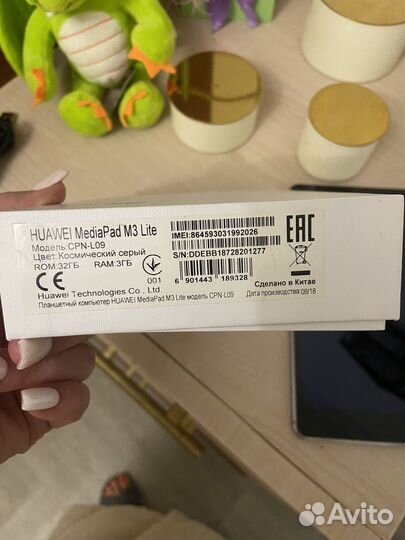 HUAWEI MediaPad M3 Lite
Модель CPN-L09
Цвет:Космический серый
ROM:32ГБ RAM:3ГБ
CE 001
Huawei Technologies Co., Ltd.
Планшетный компьютер HUAWEI MediaPad M3 Lite модель CPN-L09
IMEI:864593031992026
S/N:DDEBB18728201277
6 901443 189328
EAC
Сделано в Китае
Дата производства 08/18
Avito